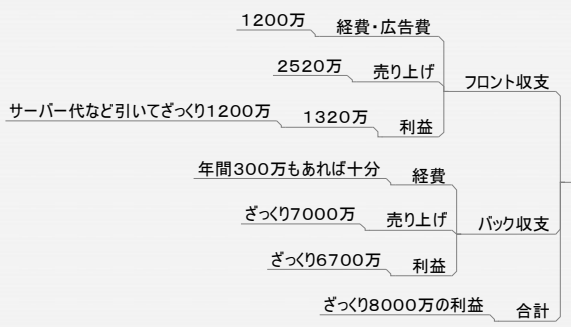 1200万
経費・広告費
2520万
売り上げ
フロント収支
サーバー代など引いてざっくり1200万
1320万
利益
年間300万もあれば十分
経費
ざっくり7000万
売り上げ
バック収支
ざっくり6700万
利益
ざっくり8000万の利益
合計